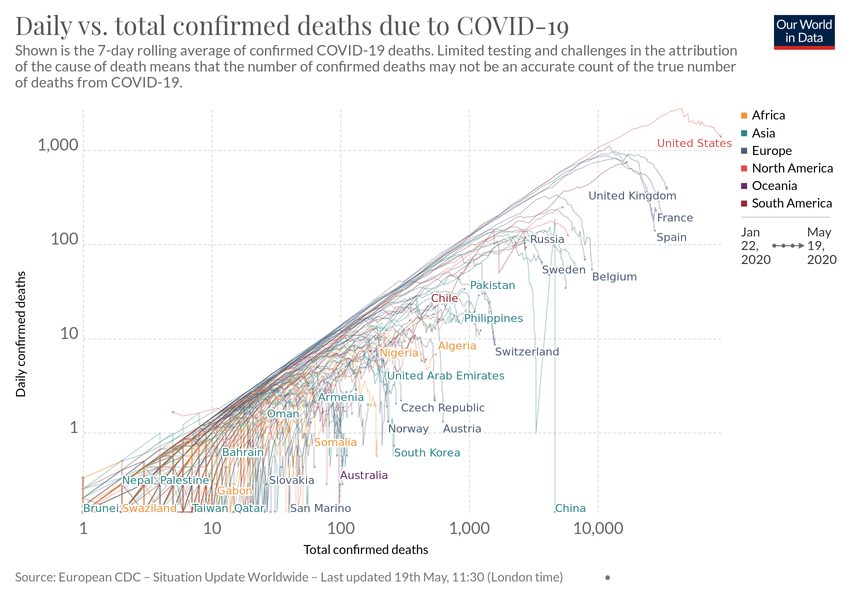 Daily vs. total confirmed deaths due to COVID-19
Our World
in Data
Shown is the 7-day rolling average of confirmed COVID-19 deaths. Limited testing and challenges in the attribution
of the cause of death means that the number of confirmed deaths may not be an accurate count of the true number
of deaths from COVID-19.
Africa
Asia
Europe
North America
Oceania
South America
Jan
22,
2020
May
19,
2020
Daily confirmed deaths
1,000
100
10
1
United States
United Kingdom
France
Spain
Russia
Sweden
Belgium
Pakistan
Chile
Philippines
Algeria
Nigeria
Switzerland
United Arab Emirates
Armenia
Czech Republic
Oman
Norway
Austria
Somalia
Bahrain
South Korea
Australia
Nepal
Palestine
Slovakia
Gabon
Brunei
Swaziland
Taiwan
Qatar
San Marino
China
1
10
100
1,000
10,000
Total confirmed deaths
Source: European CDC – Situation Update Worldwide – Last updated 19th May, 11:30 (London time)